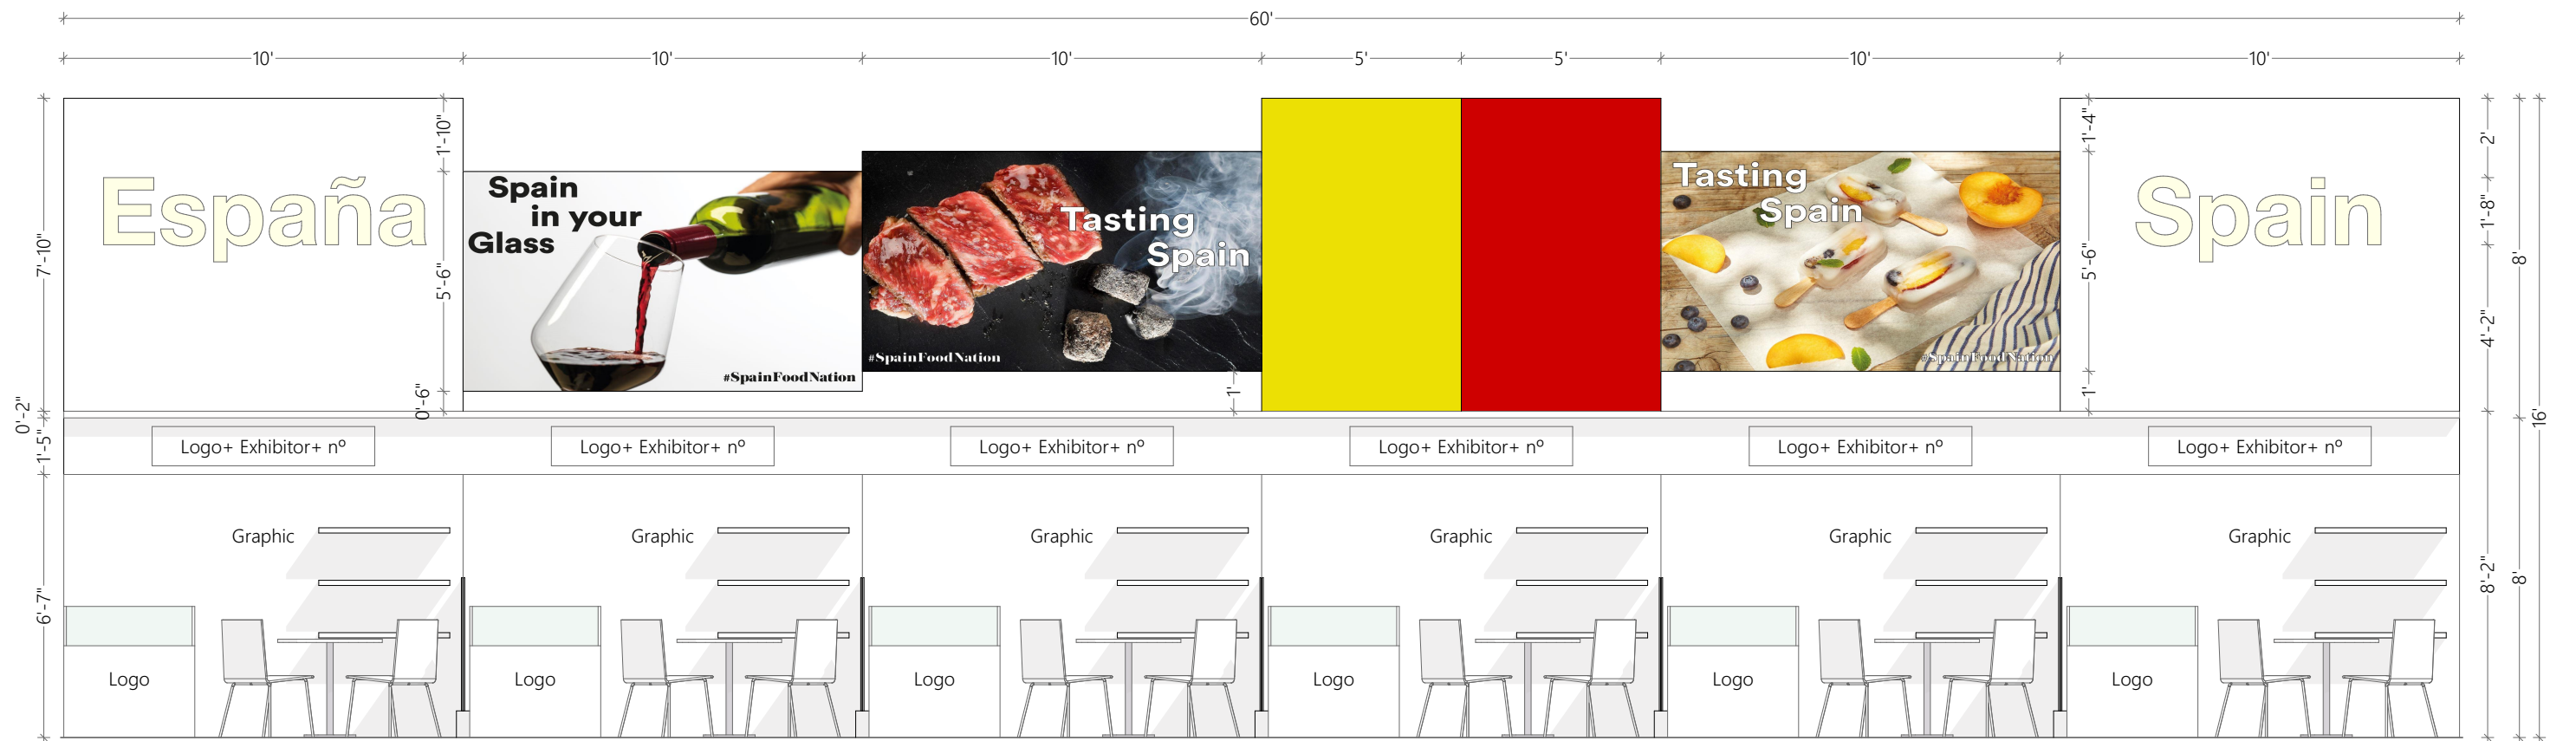 60'
10' 10' 10' 5' 5' 10' 10'
España
Spain
in your
Glass
#SpainFoodNation
Tasting
Spain
#SpainFoodNation
Tasting
Spain
#SpainFoodNation
Spain
7'-10"
0'-2"
1'-5"
6'-7"
1'-10"
5'-6"
0'-6"
1'
1'-4"
5'-6"
1'
2'
1'-8"
4'-2"
8'-2"
8'
8'
16'
Logo+ Exhibitor+ nº Logo+ Exhibitor+ nº Logo+ Exhibitor+ nº Logo+ Exhibitor+ nº Logo+ Exhibitor+ nº Logo+ Exhibitor+ nº
Graphic Graphic Graphic Graphic Graphic Graphic
Logo Logo Logo Logo Logo Logo